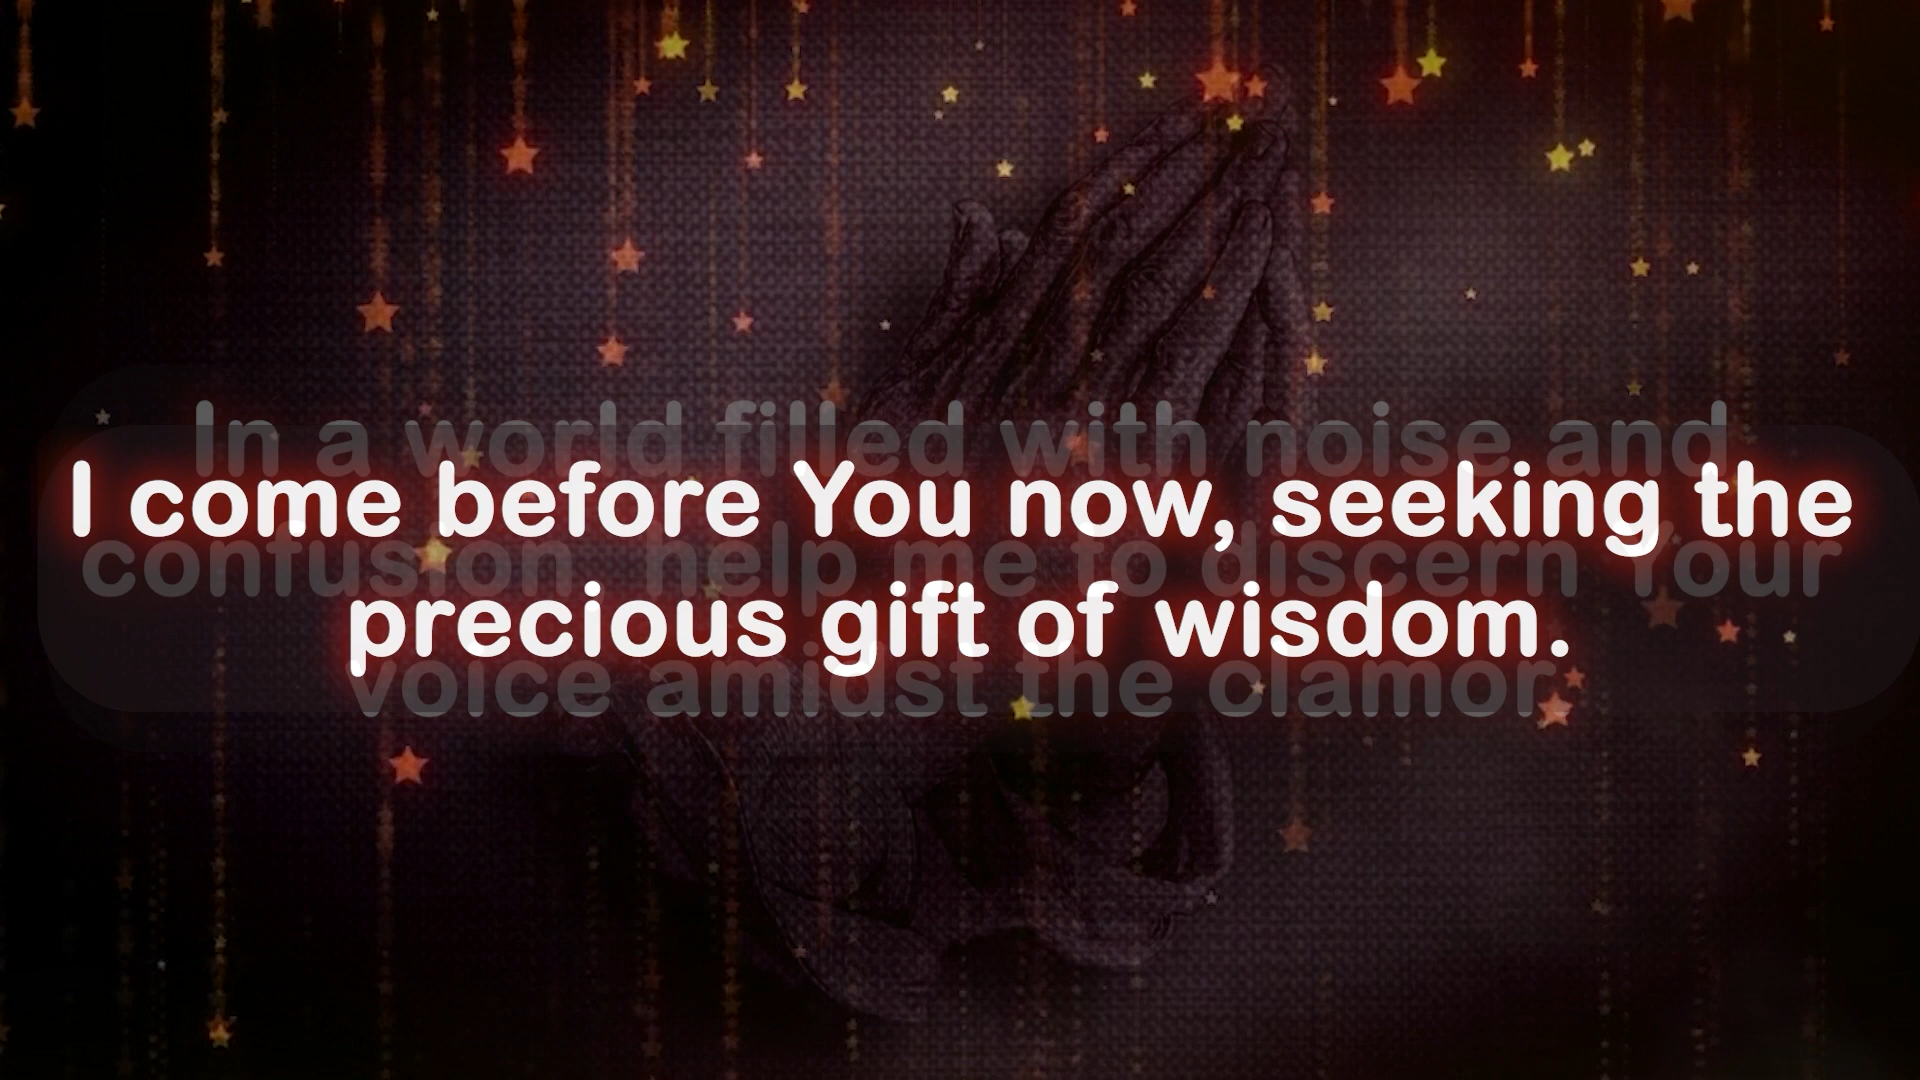 In a world filled with noise and
confusion, help me to discern Your
voice amidst the clamor.
I come before You now, seeking the
precious gift of wisdom.